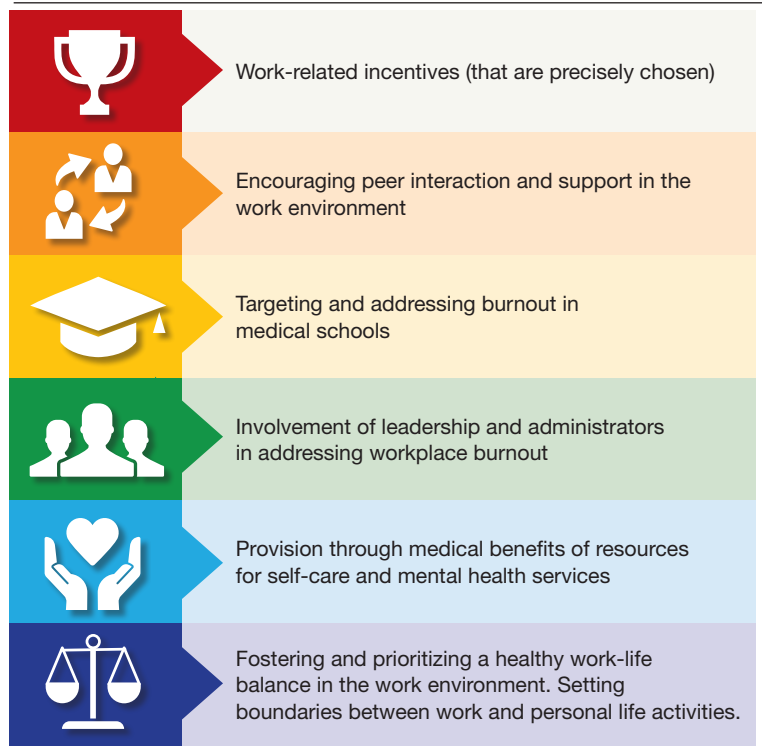 Work-related incentives (that are precisely chosen)
Encouraging peer interaction and support in the
work environment
Targeting and addressing burnout in
medical schools
Involvement of leadership and administrators
in addressing workplace burnout
Provision through medical benefits of resources
for self-care and mental health services
Fostering and prioritizing a healthy work-life
balance in the work environment. Setting
boundaries between work and personal life activities.